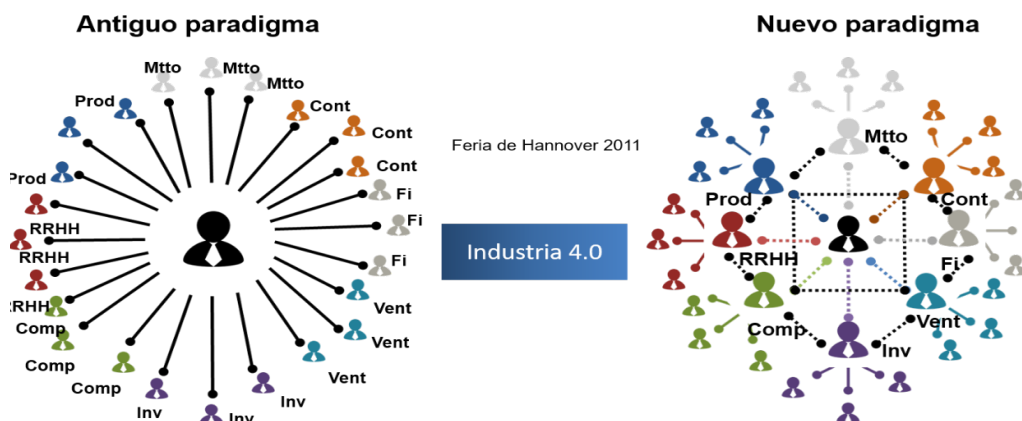 Antiguo paradigma
Mtto
Mtto
Mtto
Prod
Cont
Cont
Cont
Prod
Fi
Fi
Fi
RRHH
RRHH
RRHH
Comp
Comp
Comp
Vent
Vent
Vent
Inv
Inv
Inv
Feria de Hannover 2011
Industria 4.0
Nuevo paradigma
Mtto
Prod
Cont
RRHH
Fi
Comp
Vent
Inv